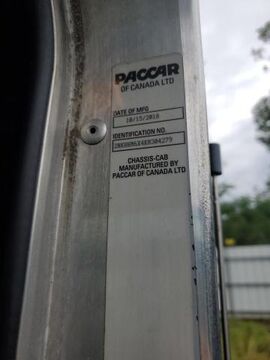 PACCAR
OF CANADA LTD
DATE OF MFG
10/15/2018
IDENTIFICATION NO.
CHASSIS-CAB
MANUFACTURED BY
PACCAR OF CANADA LTD